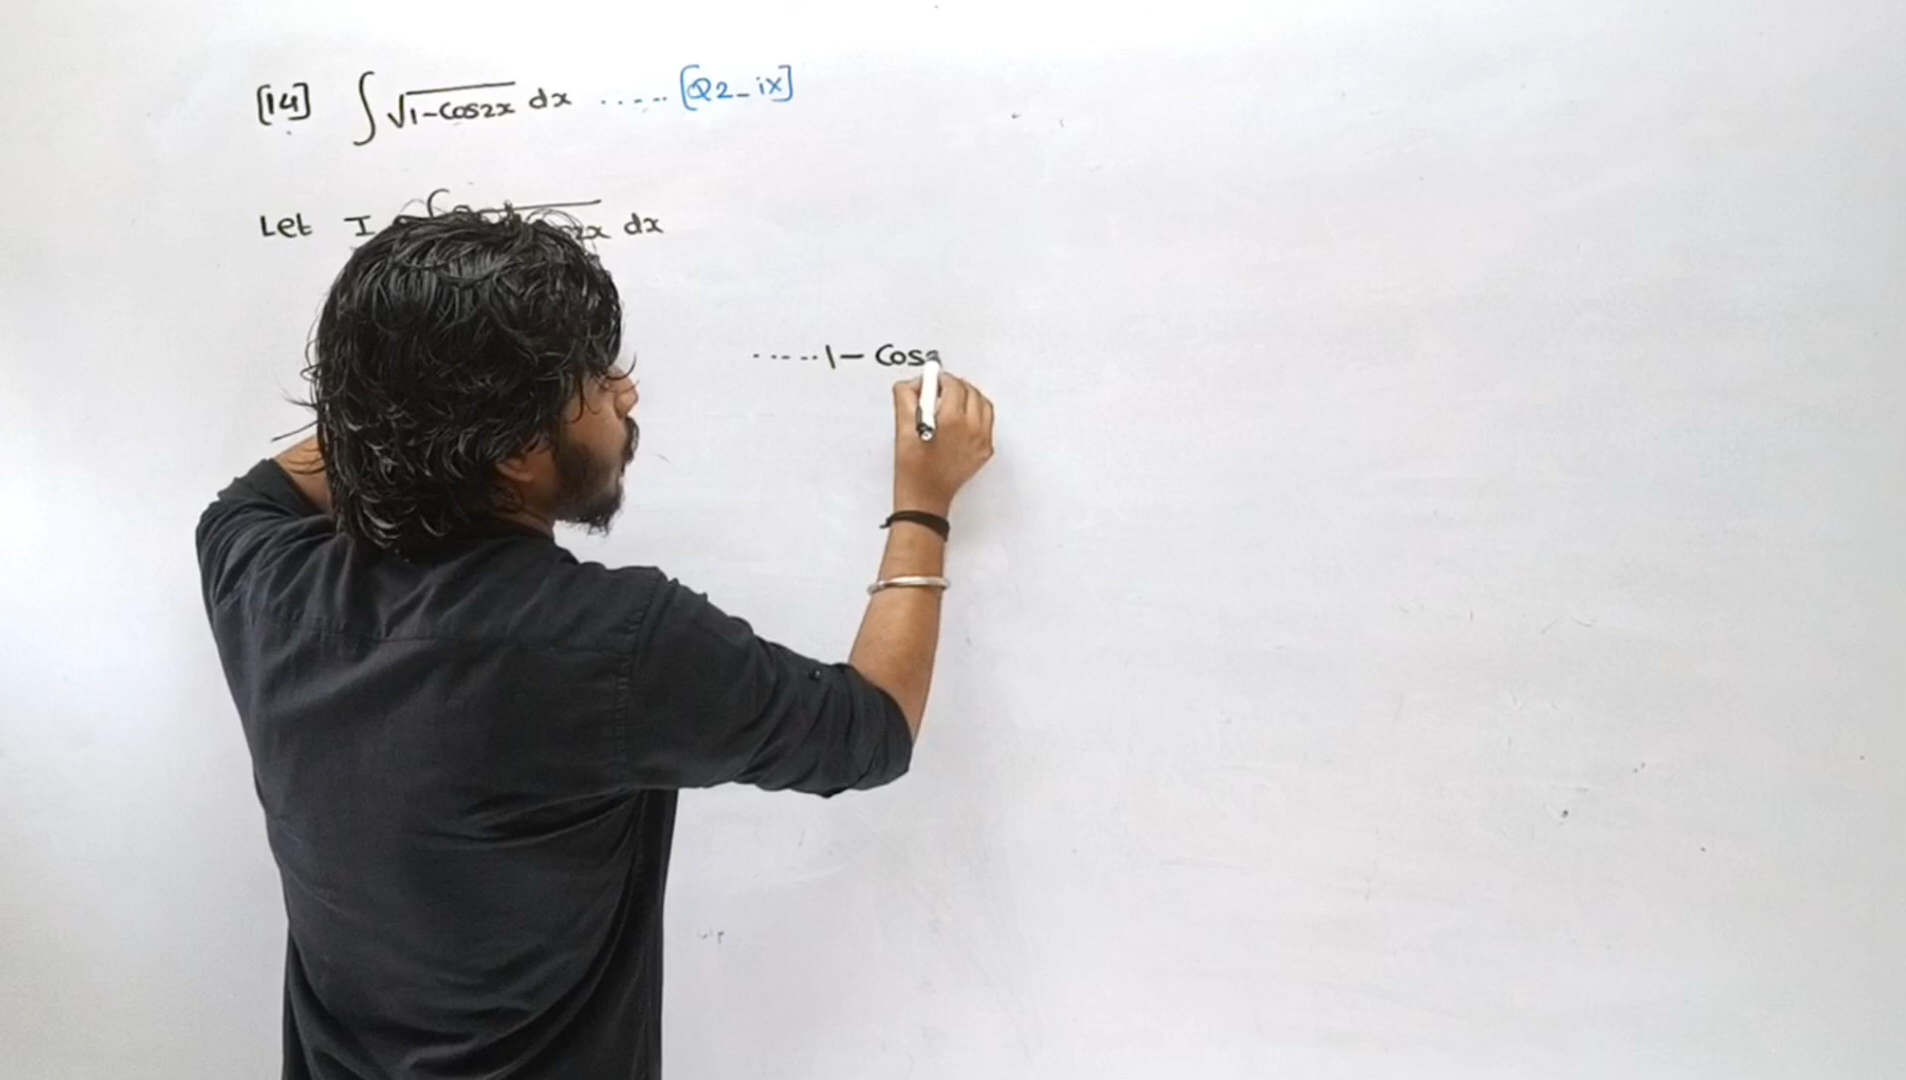 [14] ∫ √1-Cos2x dx ..... [Q2_ix]
Let I 2x dx
.....1 - Cos